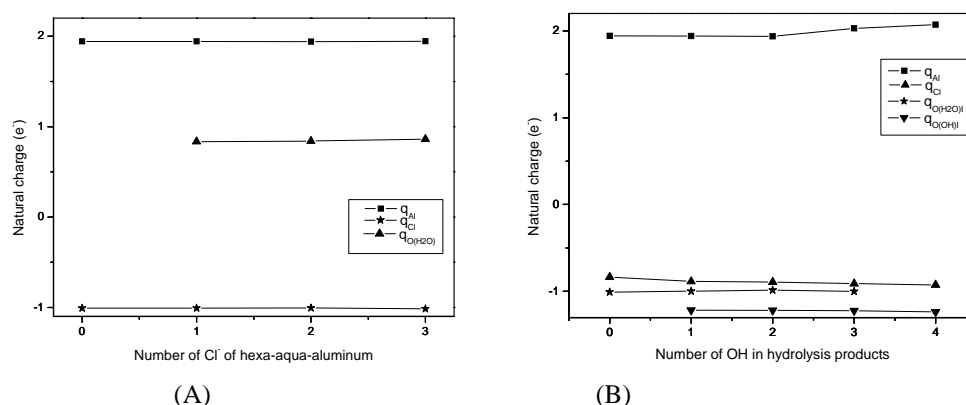 2
1
0
-1
Natural charge (e⁻)
0
1
2
3
Number of Cl⁻ of hexa-aqua-aluminum
q_Al
q_Cl
q_O(H2O)
(A)
2
1
0
-1
Natural charge (e⁻)
0
1
2
3
4
Number of OH in hydrolysis products
q_Al
q_Cl
q_O(H2O)I
q_O(OH)I
(B)